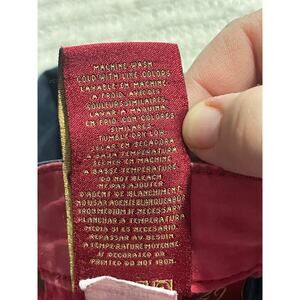 MACHINE WASH
COLD WITH LIKE COLORS
LAVABLE EN MACHINE
A FROID AVEC DES
COULEURS SIMILAIRES.
LAVAR A MAQUINA
EN FRIO CON COLORES
SIMILARES
TUMBLE DRY LOW.
SECAR EN SECADORA
A BAJA TEMPERATURA
SECHER EN MACHINE
A BASSE TEMPERATURE
DO NOT BLEACH
NE PAS AJOUTER
D'AGENT DE BLANCHIMENT
NO USAR AGENTE BLANQUEADOR
IRON MEDIUM IF NECESSARY
PLANCHAR A TEMPERATURA
MEDIA SI ES NECESARIO.
REPASSAR AU BESOIN
A TEMPERATURE MOYENNE.
IF DECORATED OR
PRINTED DO NOT IRON.